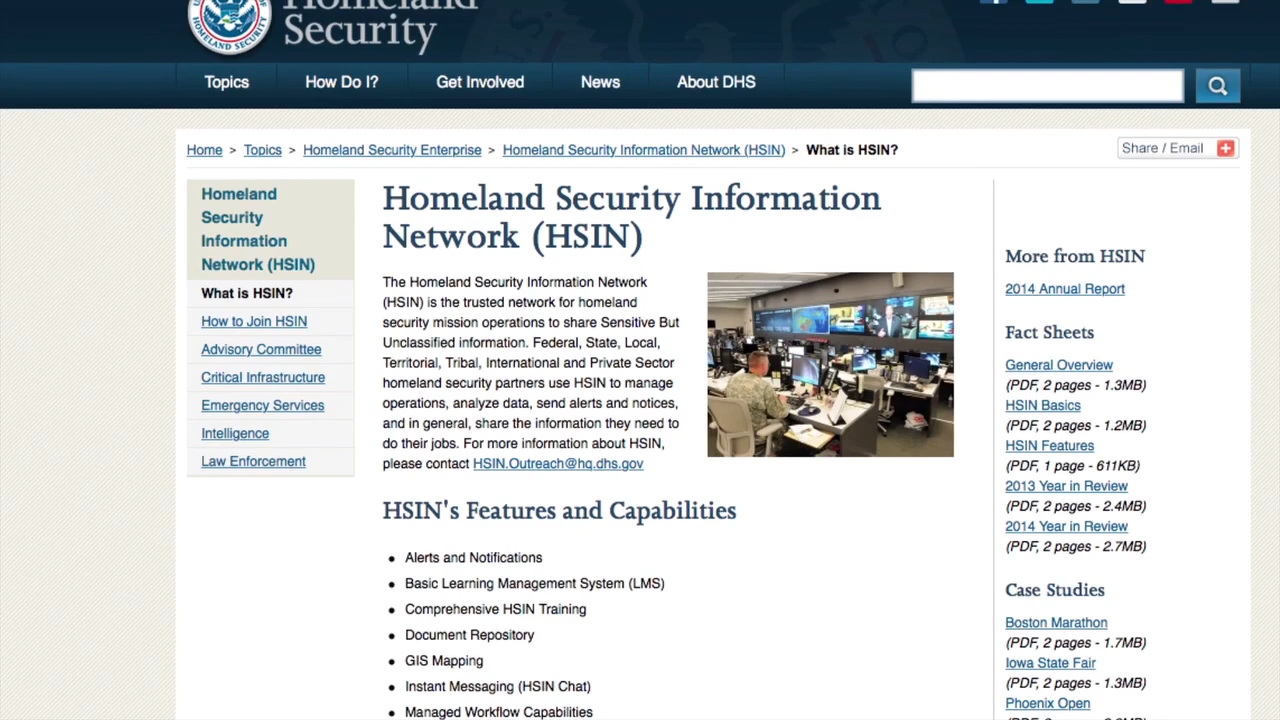 Homeland
Security
HOMELAND SECURITY
Topics
How Do I?
Get Involved
News
About DHS
Home > Topics > Homeland Security Enterprise > Homeland Security Information Network (HSIN) > What is HSIN?
Share / Email
Homeland
Security
Information
Network (HSIN)
What is HSIN?
How to Join HSIN
Advisory Committee
Critical Infrastructure
Emergency Services
Intelligence
Law Enforcement
Homeland Security Information
Network (HSIN)
The Homeland Security Information Network
(HSIN) is the trusted network for homeland
security mission operations to share Sensitive But
Unclassified information. Federal, State, Local,
Territorial, Tribal, International and Private Sector
homeland security partners use HSIN to manage
operations, analyze data, send alerts and notices,
and in general, share the information they need to
do their jobs. For more information about HSIN,
please contact HSIN.Outreach@hq.dhs.gov
HSIN's Features and Capabilities
Alerts and Notifications
Basic Learning Management System (LMS)
Comprehensive HSIN Training
Document Repository
GIS Mapping
Instant Messaging (HSIN Chat)
Managed Workflow Capabilities
More from HSIN
2014 Annual Report
Fact Sheets
General Overview
(PDF, 2 pages - 1.3MB)
HSIN Basics
(PDF, 2 pages - 1.2MB)
HSIN Features
(PDF, 1 page - 611KB)
2013 Year in Review
(PDF, 2 pages - 2.4MB)
2014 Year in Review
(PDF, 2 pages - 2.7MB)
Case Studies
Boston Marathon
(PDF, 2 pages - 1.7MB)
Iowa State Fair
(PDF, 2 pages - 1.3MB)
Phoenix Open